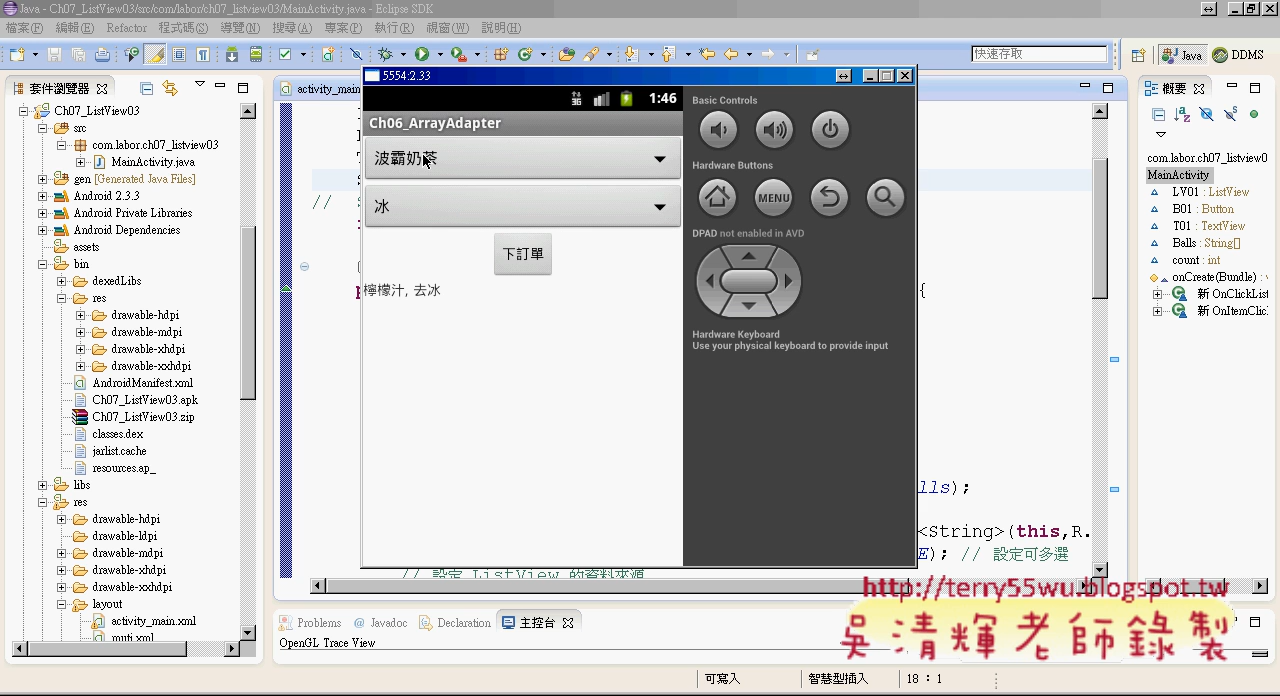 Java - Ch07_ListView03/src/com/labor/ch07_listview03/MainActivity.java - Eclipse SDK
檔案(F) 編輯(E) Refactor 程式碼(S) 導覽(N) 搜尋(A) 專案(P) 執行(R) 視窗(W) 說明(H)
快速存取
Java
DDMS
套件瀏覽器
Ch07_ListView03
src
com.labor.ch07_listview03
MainActivity.java
gen [Generated Java Files]
Android 2.3.3
Android Private Libraries
Android Dependencies
assets
bin
dexedLibs
res
drawable-hdpi
drawable-mdpi
drawable-xhdpi
drawable-xxhdpi
AndroidManifest.xml
Ch07_ListView03.apk
Ch07_ListView03.zip
classes.dex
jarlist.cache
resources.ap_
libs
res
drawable-hdpi
drawable-ldpi
drawable-mdpi
drawable-xhdpi
drawable-xxhdpi
layout
activity_main.xml
muti.xml
activity_main
//
{
lls);
<String>(this,R.
E); // 設定可多選
// 設定 ListView 的資料來源
5554:2.33
3G
1:46
Ch06_ArrayAdapter
波霸奶茶
冰
下訂單
檸檬汁, 去冰
Basic Controls
Hardware Buttons
MENU
DPAD not enabled in AVD
Hardware Keyboard
Use your physical keyboard to provide input
概要
com.labor.ch07_listview0
MainActivity
LV01 : ListView
B01 : Button
T01 : TextView
Balls : String[]
count : int
onCreate(Bundle) :
新 OnClickList
新 OnItemClic
Problems
@ Javadoc
Declaration
主控台
OpenGL Trace View
可寫入
智慧型插入
18 : 1
http://terry55wu.blogspot.tw
吳清輝老師錄製